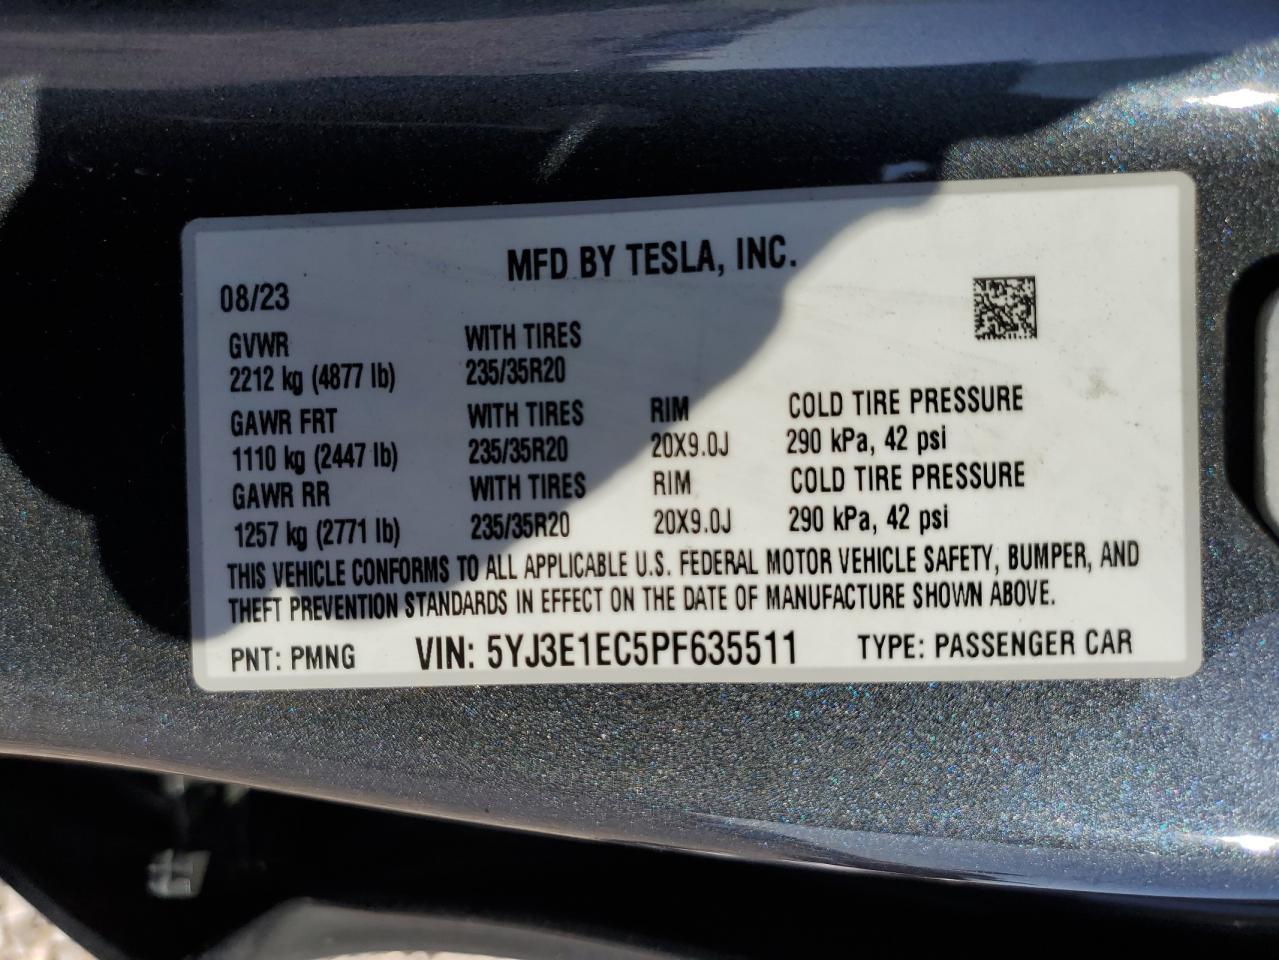 MFD BY TESLA, INC.
08/23
GVWR WITH TIRES
2212 kg (4877 lb) 235/35R20
GAWR FRT WITH TIRES RIM COLD TIRE PRESSURE
1110 kg (2447 lb) 235/35R20 20X9.0J 290 kPa, 42 psi
GAWR RR WITH TIRES RIM COLD TIRE PRESSURE
1257 kg (2771 lb) 235/35R20 20X9.0J 290 kPa, 42 psi
THIS VEHICLE CONFORMS TO ALL APPLICABLE U.S. FEDERAL MOTOR VEHICLE SAFETY, BUMPER, AND
THEFT PREVENTION STANDARDS IN EFFECT ON THE DATE OF MANUFACTURE SHOWN ABOVE.
PNT: PMNG VIN: 5YJ3E1EC5PF635511 TYPE: PASSENGER CAR